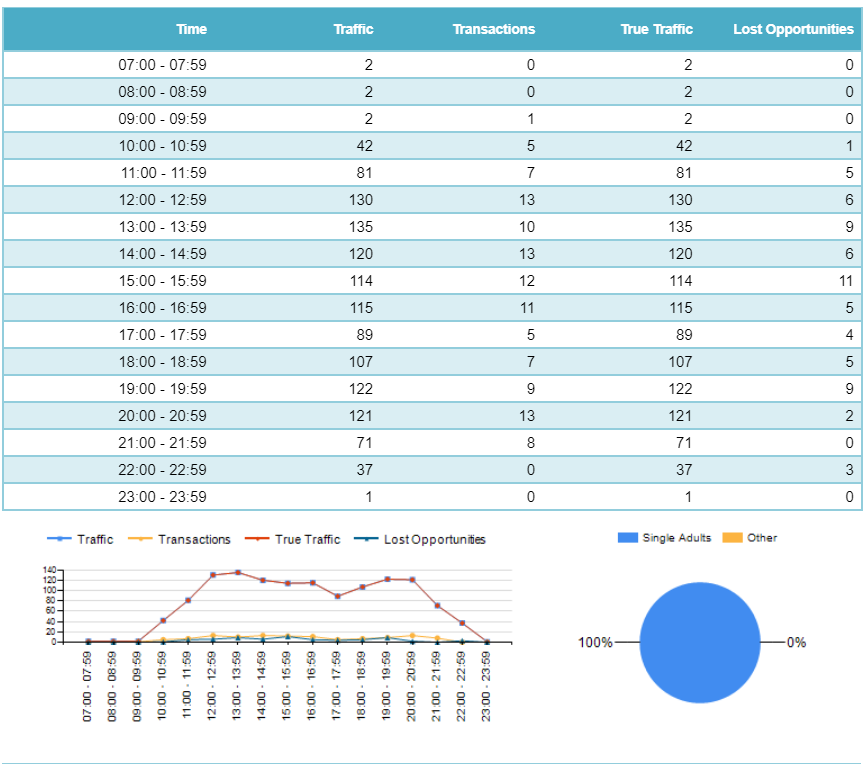 Time Traffic Transactions True Traffic Lost Opportunities
07:00 - 07:59 2 0 2 0
08:00 - 08:59 2 0 2 0
09:00 - 09:59 2 1 2 0
10:00 - 10:59 42 5 42 1
11:00 - 11:59 81 7 81 5
12:00 - 12:59 130 13 130 6
13:00 - 13:59 135 10 135 9
14:00 - 14:59 120 13 120 6
15:00 - 15:59 114 12 114 11
16:00 - 16:59 115 11 115 5
17:00 - 17:59 89 5 89 4
18:00 - 18:59 107 7 107 5
19:00 - 19:59 122 9 122 9
20:00 - 20:59 121 13 121 2
21:00 - 21:59 71 8 71 0
22:00 - 22:59 37 0 37 3
23:00 - 23:59 1 0 1 0
Traffic Transactions True Traffic Lost Opportunities
140
120
100
80
60
40
20
0
07:00 - 07:59
08:00 - 08:59
09:00 - 09:59
10:00 - 10:59
11:00 - 11:59
12:00 - 12:59
13:00 - 13:59
14:00 - 14:59
15:00 - 15:59
16:00 - 16:59
17:00 - 17:59
18:00 - 18:59
19:00 - 19:59
20:00 - 20:59
21:00 - 21:59
22:00 - 22:59
23:00 - 23:59
Single Adults Other
100% 0%